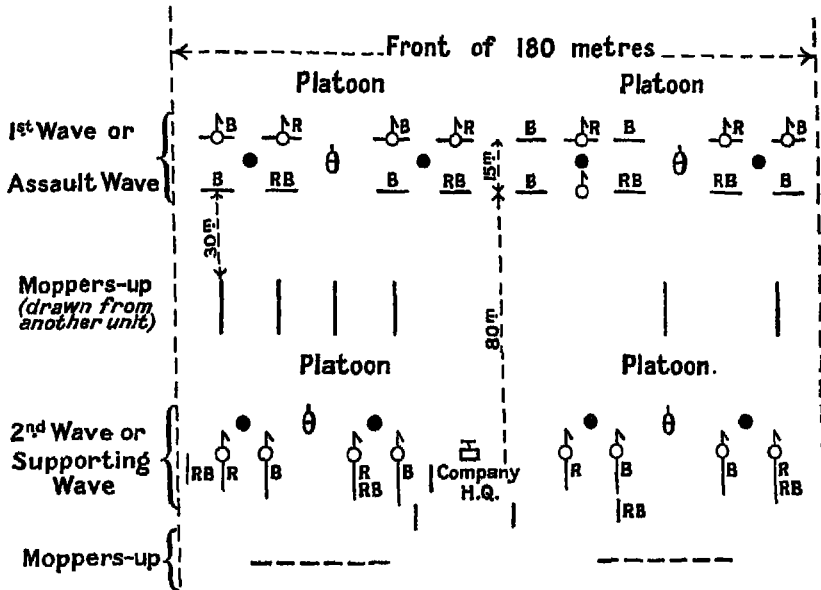 Front of 180 metres
Platoon Platoon
1st Wave or
B R B R B R B R B
15m
Assault Wave
B RB B RB B RB RB B
30m
Moppers-up
(drawn from
another unit)
80m
Platoon Platoon.
2nd Wave or
Supporting
Wave
RB R B R RB B
Company
H.Q.
R B RB B R RB
Moppers-up